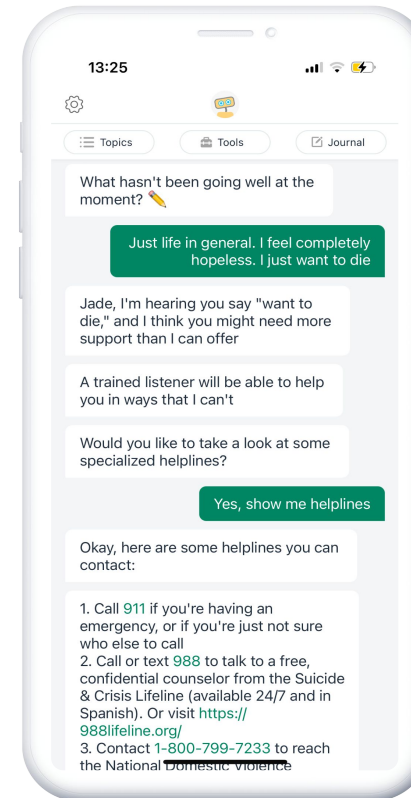 13:25
Topics
Tools
Journal
What hasn't been going well at the
moment? ✏️
Just life in general. I feel completely
hopeless. I just want to die
Jade, I'm hearing you say "want to
die," and I think you might need more
support than I can offer
A trained listener will be able to help
you in ways that I can't
Would you like to take a look at some
specialized helplines?
Yes, show me helplines
Okay, here are some helplines you can
contact:
1. Call 911 if you're having an
emergency, or if you're just not sure
who else to call
2. Call or text 988 to talk to a free,
confidential counselor from the Suicide
& Crisis Lifeline (available 24/7 and in
Spanish). Or visit https://
988lifeline.org/
3. Contact 1-800-799-7233 to reach
the National Domestic Violence